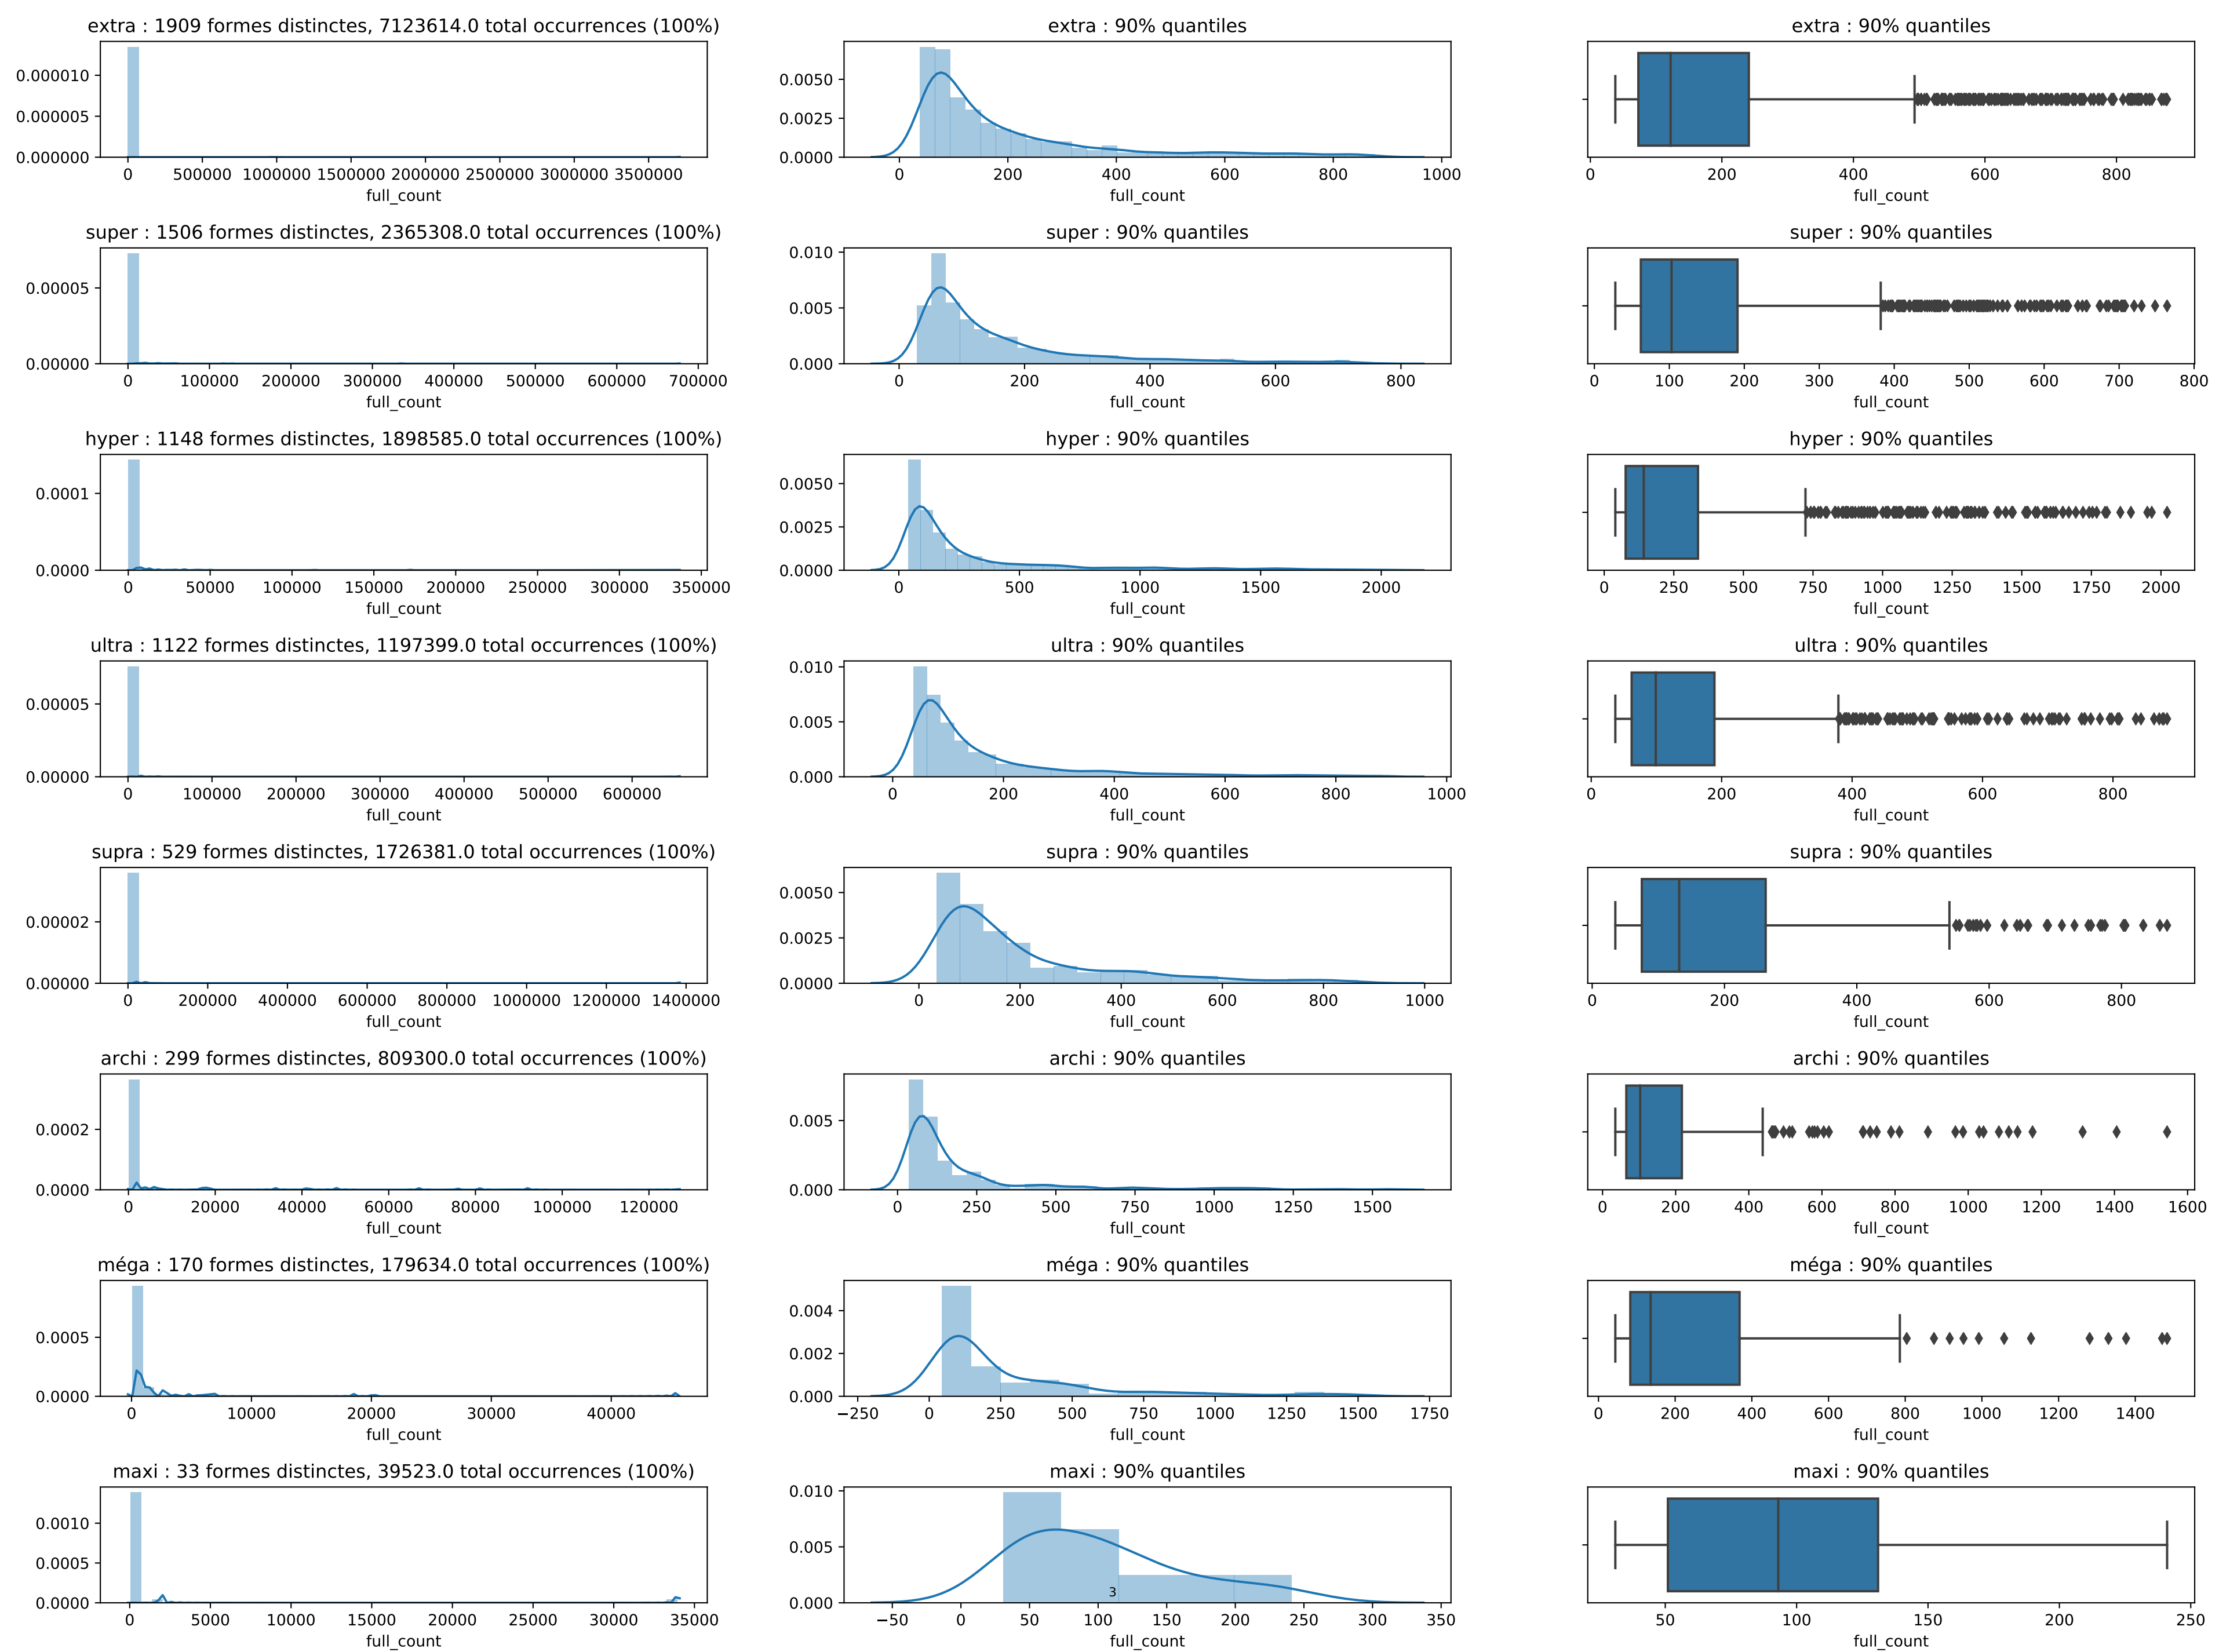 extra : 1909 formes distinctes, 7123614.0 total occurrences (100%)
extra : 90% quantiles
extra : 90% quantiles
0.000010
0.000005
0.000000
0 500000 1000000 1500000 2000000 2500000 3000000 3500000
full_count
0.0050
0.0025
0.0000
0 200 400 600 800 1000
full_count
0 200 400 600 800
full_count
super : 1506 formes distinctes, 2365308.0 total occurrences (100%)
super : 90% quantiles
super : 90% quantiles
0.00005
0.00000
0 100000 200000 300000 400000 500000 600000 700000
full_count
0.010
0.005
0.000
0 200 400 600 800
full_count
0 100 200 300 400 500 600 700 800
full_count
hyper : 1148 formes distinctes, 1898585.0 total occurrences (100%)
hyper : 90% quantiles
hyper : 90% quantiles
0.0001
0.0000
0 50000 100000 150000 200000 250000 300000 350000
full_count
0.0050
0.0025
0.0000
0 500 1000 1500 2000
full_count
0 250 500 750 1000 1250 1500 1750 2000
full_count
ultra : 1122 formes distinctes, 1197399.0 total occurrences (100%)
ultra : 90% quantiles
ultra : 90% quantiles
0.00005
0.00000
0 100000 200000 300000 400000 500000 600000
full_count
0.010
0.005
0.000
0 200 400 600 800 1000
full_count
0 200 400 600 800
full_count
supra : 529 formes distinctes, 1726381.0 total occurrences (100%)
supra : 90% quantiles
supra : 90% quantiles
0.00002
0.00000
0 200000 400000 600000 800000 1000000 1200000 1400000
full_count
0.0050
0.0025
0.0000
0 200 400 600 800 1000
full_count
0 200 400 600 800
full_count
archi : 299 formes distinctes, 809300.0 total occurrences (100%)
archi : 90% quantiles
archi : 90% quantiles
0.0002
0.0000
0 20000 40000 60000 80000 100000 120000
full_count
0.005
0.000
0 250 500 750 1000 1250 1500
full_count
0 200 400 600 800 1000 1200 1400 1600
full_count
méga : 170 formes distinctes, 179634.0 total occurrences (100%)
méga : 90% quantiles
méga : 90% quantiles
0.0005
0.0000
0 10000 20000 30000 40000
full_count
0.004
0.002
0.000
−250 0 250 500 750 1000 1250 1500 1750
full_count
0 200 400 600 800 1000 1200 1400
full_count
maxi : 33 formes distinctes, 39523.0 total occurrences (100%)
maxi : 90% quantiles
maxi : 90% quantiles
0.0010
0.0005
0.0000
0 5000 10000 15000 20000 25000 30000 35000
full_count
0.010
0.005
0.000
3
−50 0 50 100 150 200 250 300 350
full_count
50 100 150 200 250
full_count